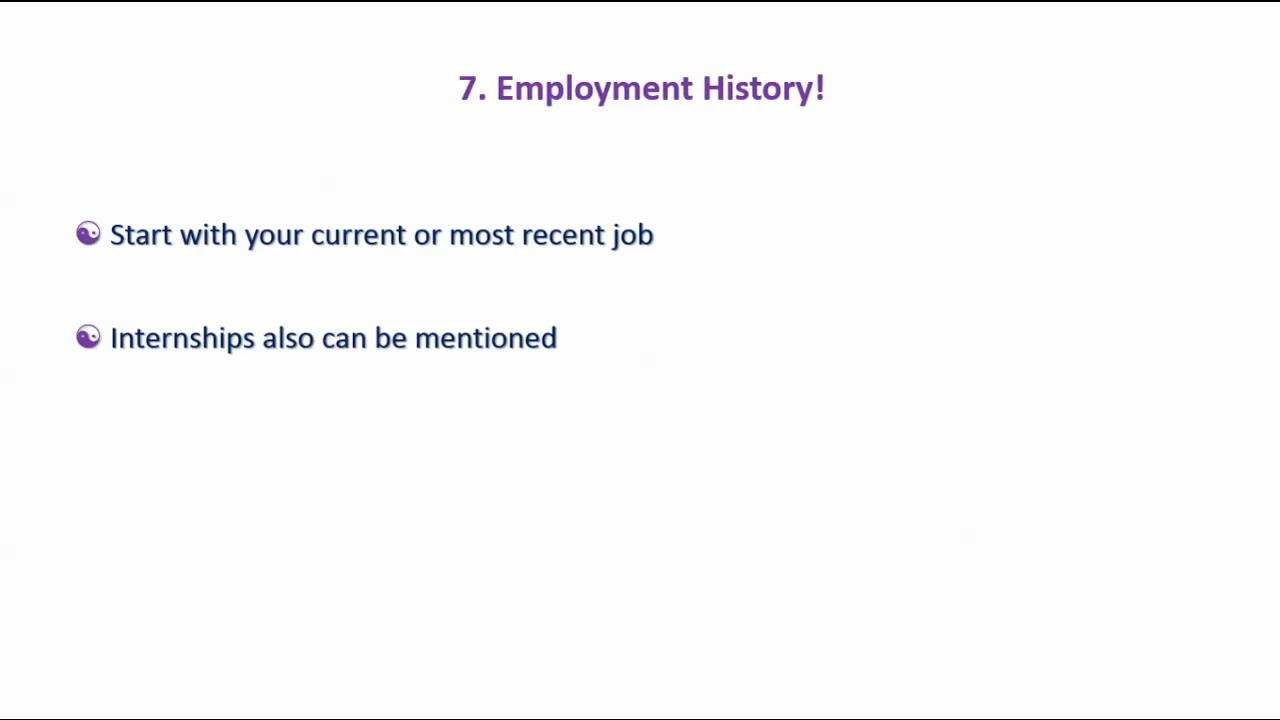 7. Employment History!
☯ Start with your current or most recent job
☯ Internships also can be mentioned